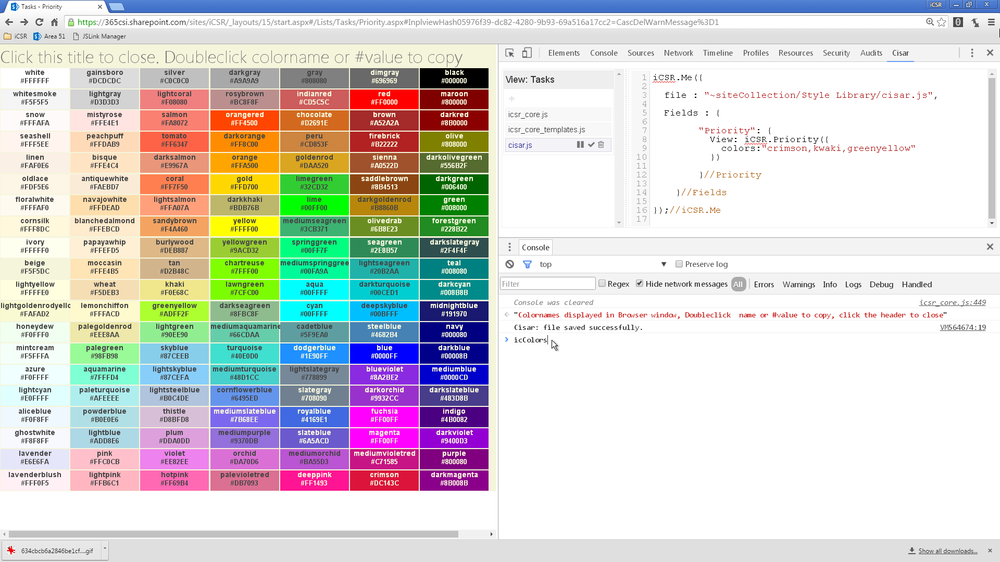 Tasks - Priority
iCSR
https://365csi.sharepoint.com/sites/iCSR/_layouts/15/start.aspx#/Lists/Tasks/Priority.aspx#InplviewHash05976f39-dc82-4280-9b93-69a516a17cc2=CascDelWarnMessage%3D1
iCSR Area 51 JSLink Manager
Click this title to close. Doubleclick colorname or #value to copy
white gainsboro silver darkgray gray dimgray black
#FFFFFF #DCDCDC #C0C0C0 #A9A9A9 #808080 #696969 #000000
whitesmoke lightgray lightcoral rosybrown indianred red maroon
#F5F5F5 #D3D3D3 #F08080 #BC8F8F #CD5C5C #FF0000 #800000
snow mistyrose salmon orangered chocolate brown darkred
#FFFAFA #FFE4E1 #FA8072 #FF4500 #D2691E #A52A2A #8B0000
seashell peachpuff tomato darkorange peru firebrick olive
#FFF5EE #FFDAB9 #FF6347 #FF8C00 #CD853F #B22222 #808000
linen bisque darksalmon orange goldenrod sienna darkolivegreen
#FAF0E6 #FFE4C4 #E9967A #FFA500 #DAA520 #A0522D #556B2F
oldlace antiquewhite coral gold limegreen saddlebrown darkgreen
#FDF5E6 #FAEBD7 #FF7F50 #FFD700 #32CD32 #8B4513 #006400
floralwhite navajowhite lightsalmon darkkhaki lime darkgoldenrod green
#FFFAF0 #FFDEAD #FFA07A #BDB76B #00FF00 #B8860B #008000
cornsilk blanchedalmond sandybrown yellow mediumseagreen olivedrab forestgreen
#FFF8DC #FFEBCD #F4A460 #FFFF00 #3CB371 #6B8E23 #228B22
ivory papayawhip burlywood yellowgreen springgreen seagreen darkslategray
#FFFFF0 #FFEFD5 #DEB887 #9ACD32 #00FF7F #2E8B57 #2F4F4F
beige moccasin tan chartreuse mediumspringgree lightseagreen teal
#F5F5DC #FFE4B5 #D2B48C #7FFF00 #00FA9A #20B2AA #008080
lightyellow wheat khaki lawngreen aqua darkturquoise darkcyan
#FFFFE0 #F5DEB3 #F0E68C #7CFC00 #00FFFF #00CED1 #008B8B
lightgoldenrodyellc lemonchiffon greenyellow darkseagreen cyan deepskyblue midnightblue
#FAFAD2 #FFFACD #ADFF2F #8FBC8F #00FFFF #00BFFF #191970
honeydew palegoldenrod lightgreen mediumaquamarine cadetblue steelblue navy
#F0FFF0 #EEE8AA #90EE90 #66CDAA #5F9EA0 #4682B4 #000080
mintcream palegreen skyblue turquoise dodgerblue blue darkblue
#F5FFFA #98FB98 #87CEEB #40E0D0 #1E90FF #0000FF #00008B
azure aquamarine lightskyblue mediumturquoise lightslategray blueviolet mediumblue
#F0FFFF #7FFFD4 #87CEFA #48D1CC #778899 #8A2BE2 #0000CD
lightcyan paleturquoise lightsteelblue cornflowerblue slategray darkorchid darkslateblue
#E0FFFF #AFEEEE #B0C4DE #6495ED #708090 #9932CC #483D8B
aliceblue powderblue thistle mediumslateblue royalblue fuchsia indigo
#F0F8FF #B0E0E6 #D8BFD8 #7B68EE #4169E1 #FF00FF #4B0082
ghostwhite lightblue plum mediumpurple slateblue magenta darkviolet
#F8F8FF #ADD8E6 #DDA0DD #9370DB #6A5ACD #FF00FF #9400D3
lavender pink violet orchid mediumorchid mediumvioletred purple
#E6E6FA #FFC0CB #EE82EE #DA70D6 #BA55D3 #C71585 #800080
lavenderblush lightpink hotpink palevioletred deeppink crimson darkmagenta
#FFF0F5 #FFB6C1 #FF69B4 #DB7093 #FF1493 #DC143C #8B008B
Elements Console Sources Network Timeline Profiles Resources Security Audits Cisar
View: Tasks
+
icsr_core.js
icsr_core_templates.js
cisar.js
1 iCSR.Me({
2
3 file : "~siteCollection/Style Library/cisar.js",
4
5 Fields : {
6
7 "Priority": {
8 View: iCSR.Priority({
9 colors:"crimson,kwaki,greenyellow"
10 })
11
12 }//Priority
13
14 }//Fields
15
16 });//iCSR.Me
17
Console
top Preserve log
Filter Regex Hide network messages All Errors Warnings Info Logs Debug Handled
Console was cleared icsr_core.js:449
"Colornames displayed in Browser window, Doubleclick name or #value to copy, click the header to close"
Cisar: file saved successfully. VM564674:19
icColors
634cbcb6a2846be1cf....gif
Show all downloads...